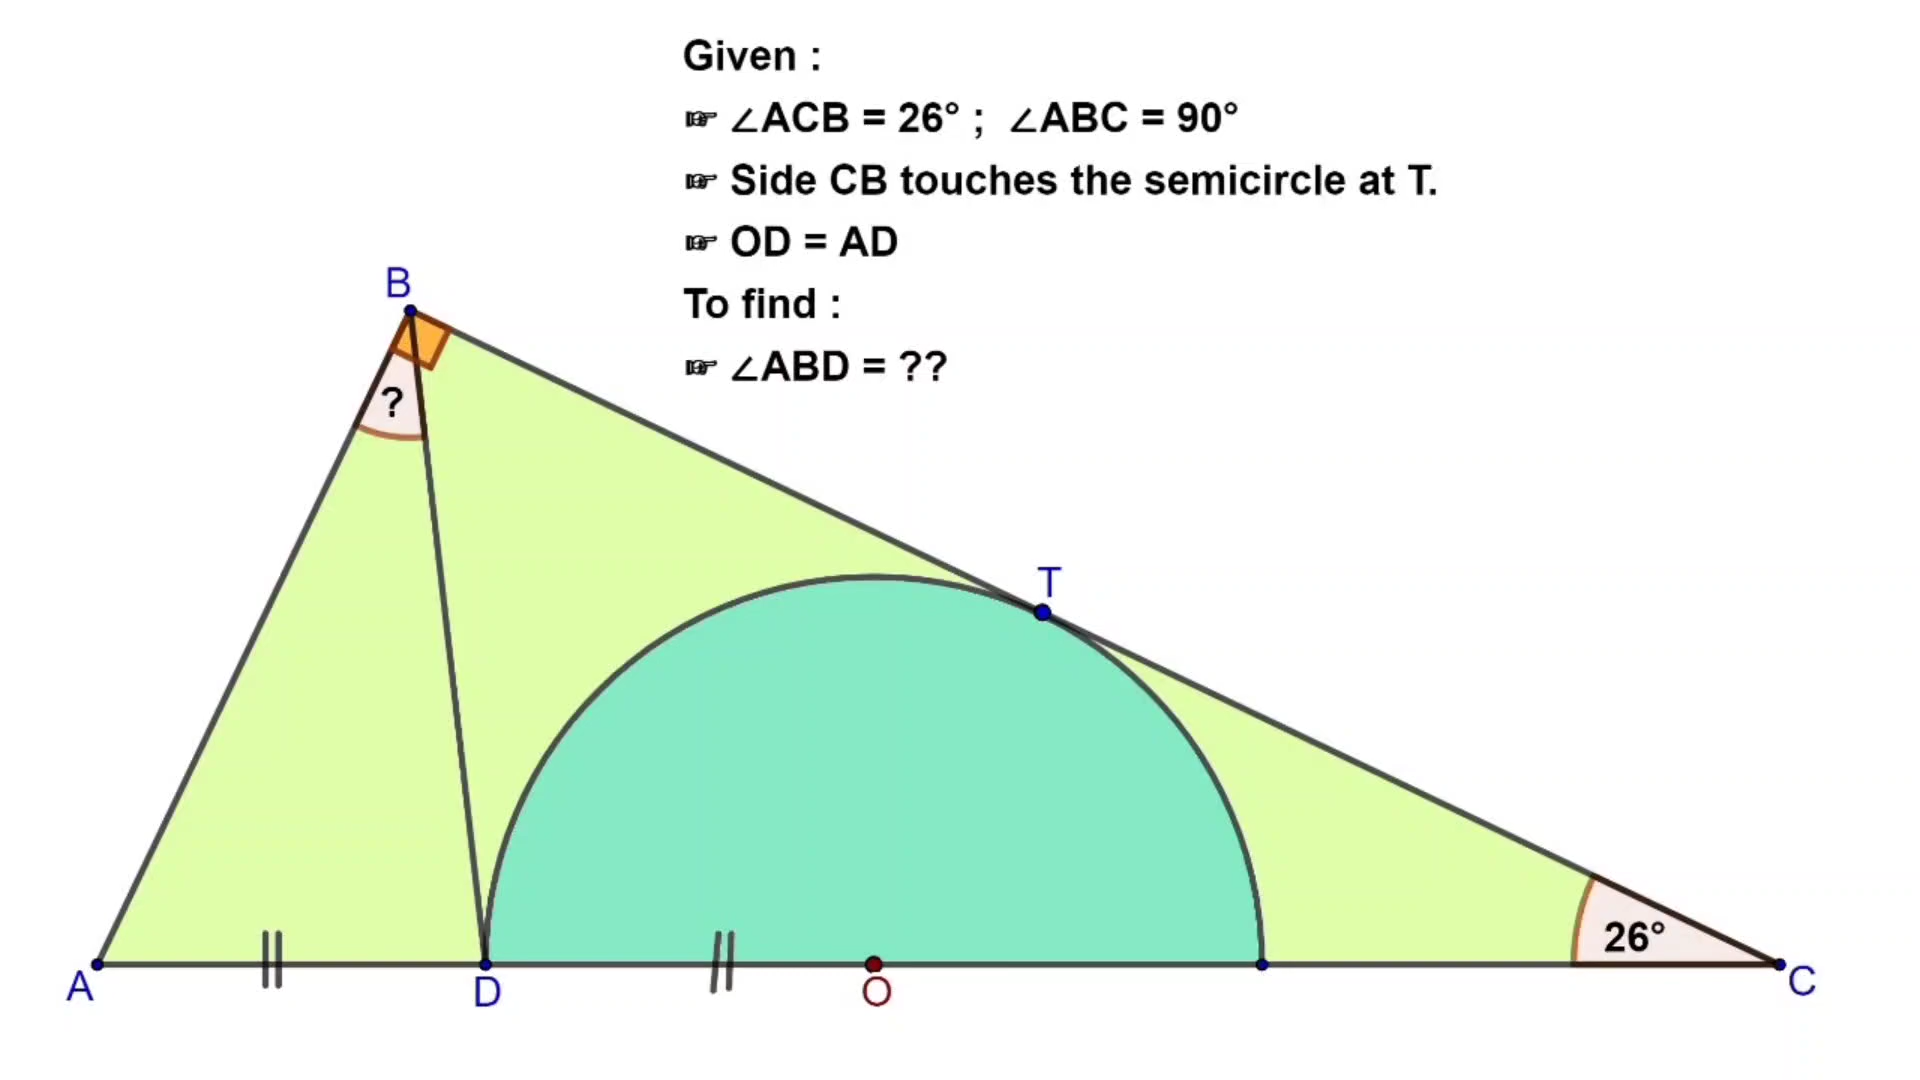 Given :
☞ ∠ACB = 26° ; ∠ABC = 90°
☞ Side CB touches the semicircle at T.
☞ OD = AD
To find :
☞ ∠ABD = ??
B
?
T
26°
A
D
O
C